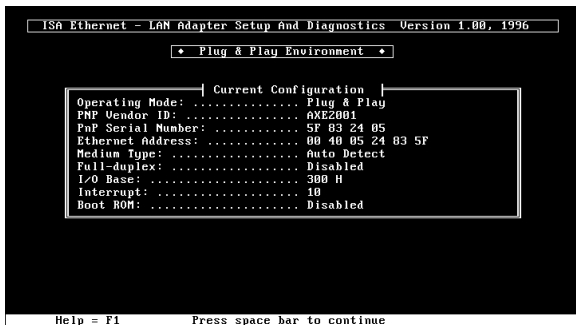 ISA Ethernet - LAN Adapter Setup And Diagnostics Version 1.00, 1996
♦ Plug & Play Environment ♦
Current Configuration
Operating Mode: ............... Plug & Play
PNP Vendor ID: ................ AXE2001
PnP Serial Number: ............ 5F 83 24 05
Ethernet Address: ............. 00 40 05 24 83 5F
Medium Type: .................. Auto Detect
Full-duplex: .................. Disabled
I/O Base: ..................... 300 H
Interrupt: .................... 10
Boot ROM: ..................... Disabled
Help = F1 Press space bar to continue